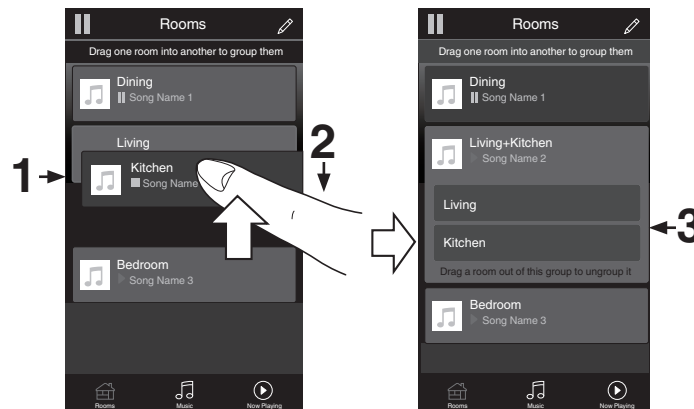 Rooms
Drag one room into another to group them
Dining
Song Name 1
Living
Kitchen
Song Name
Bedroom
Song Name 3
Rooms
Music
Now Playing
1
2
Rooms
Drag one room into another to group them
Dining
Song Name 1
Living+Kitchen
Song Name 2
Living
Kitchen
Drag a room out of this group to ungroup it
Bedroom
Song Name 3
Rooms
Music
Now Playing
3